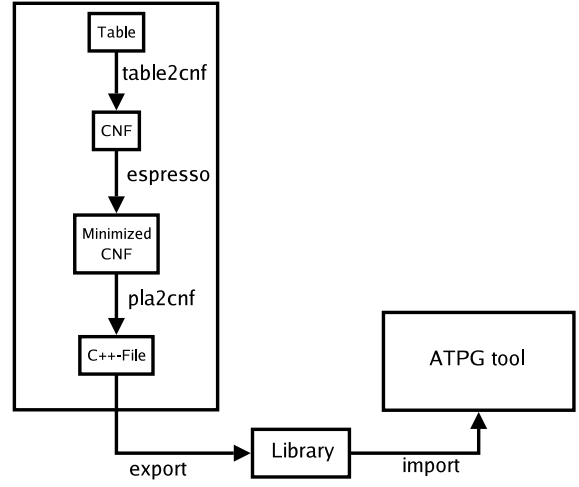 Table
table2cnf
CNF
espresso
Minimized
CNF
pla2cnf
C++-File
ATPG tool
Library
export
import